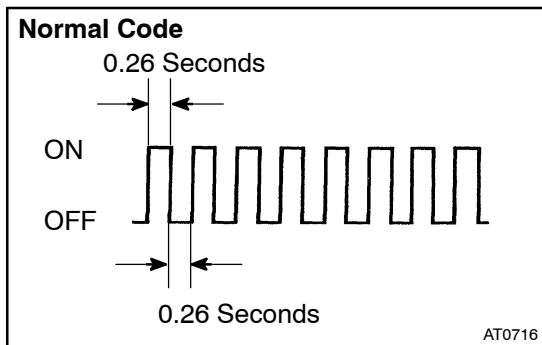 Normal Code
0.26 Seconds
ON
OFF
0.26 Seconds
AT0716